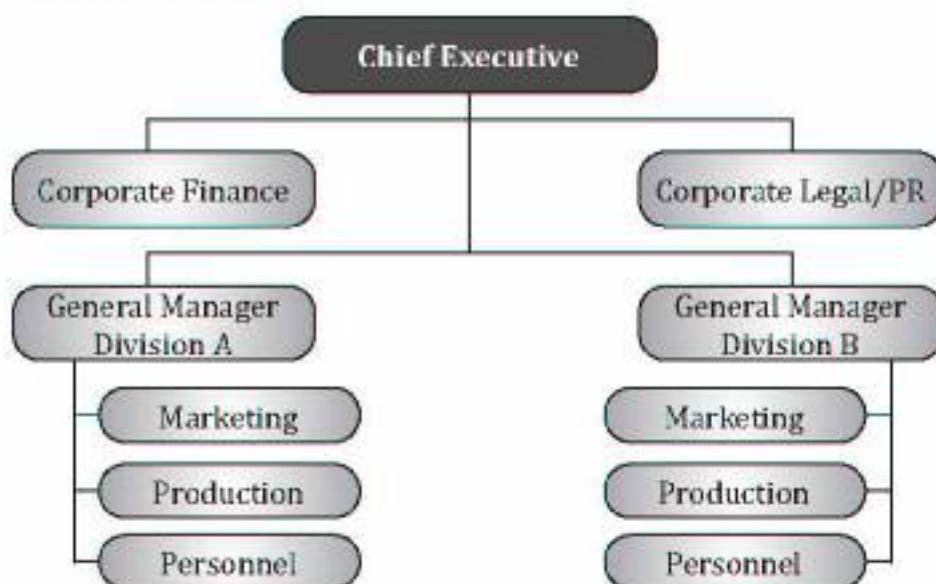 Chief Executive
Corporate Finance
Corporate Legal/PR
General Manager
Division A
General Manager
Division B
Marketing
Production
Personnel
Marketing
Production
Personnel